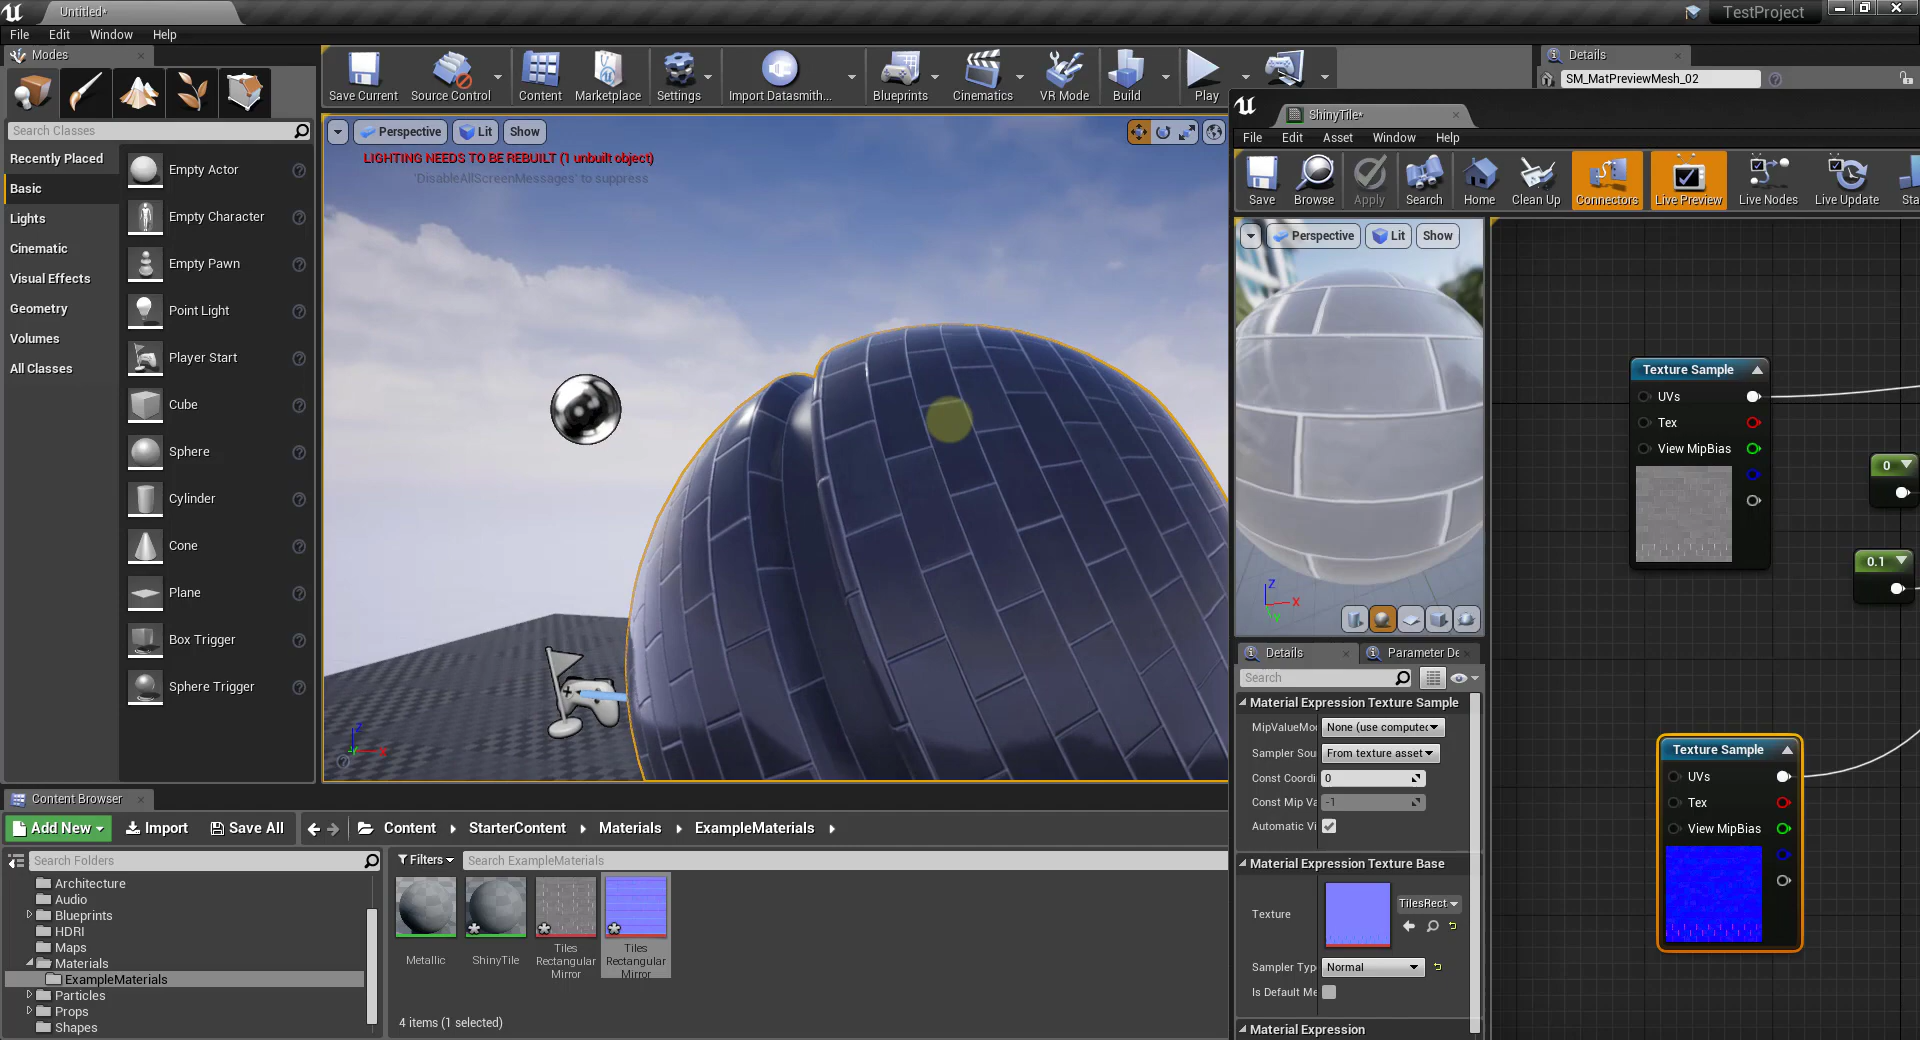 Untitled*
TestProject
File Edit Window Help
Modes
Search Classes
Recently Placed
Basic
Lights
Cinematic
Visual Effects
Geometry
Volumes
All Classes
Empty Actor
Empty Character
Empty Pawn
Point Light
Player Start
Cube
Sphere
Cylinder
Cone
Plane
Box Trigger
Sphere Trigger
Save Current Source Control Content Marketplace Settings Import Datasmith... Blueprints Cinematics VR Mode Build Play
Perspective Lit Show
LIGHTING NEEDS TO BE REBUILT (1 unbuilt object)
'DisableAllScreenMessages' to suppress
Details
SM_MatPreviewMesh_02
ShinyTile*
File Edit Asset Window Help
Save Browse Apply Search Home Clean Up Connectors Live Preview Live Nodes Live Update Sta
Perspective Lit Show
Z
X
Y
Texture Sample
UVs
Tex
View MipBias
0
0.1
Texture Sample
UVs
Tex
View MipBias
Details Parameter De
Search
Material Expression Texture Sample
MipValueMo None (use computed
Sampler Sou From texture asset
Const Coordi 0
Const Mip Va -1
Automatic Vi
Material Expression Texture Base
Texture TilesRect
Sampler Typ Normal
Is Default Me
Material Expression
Content Browser
Add New Import Save All Content StarterContent Materials ExampleMaterials
Search Folders
Filters Search ExampleMaterials
Architecture
Audio
Blueprints
HDRI
Maps
Materials
ExampleMaterials
Particles
Props
Shapes
Metallic
ShinyTile
Tiles Rectangular Mirror
Tiles Rectangular Mirror
4 items (1 selected)